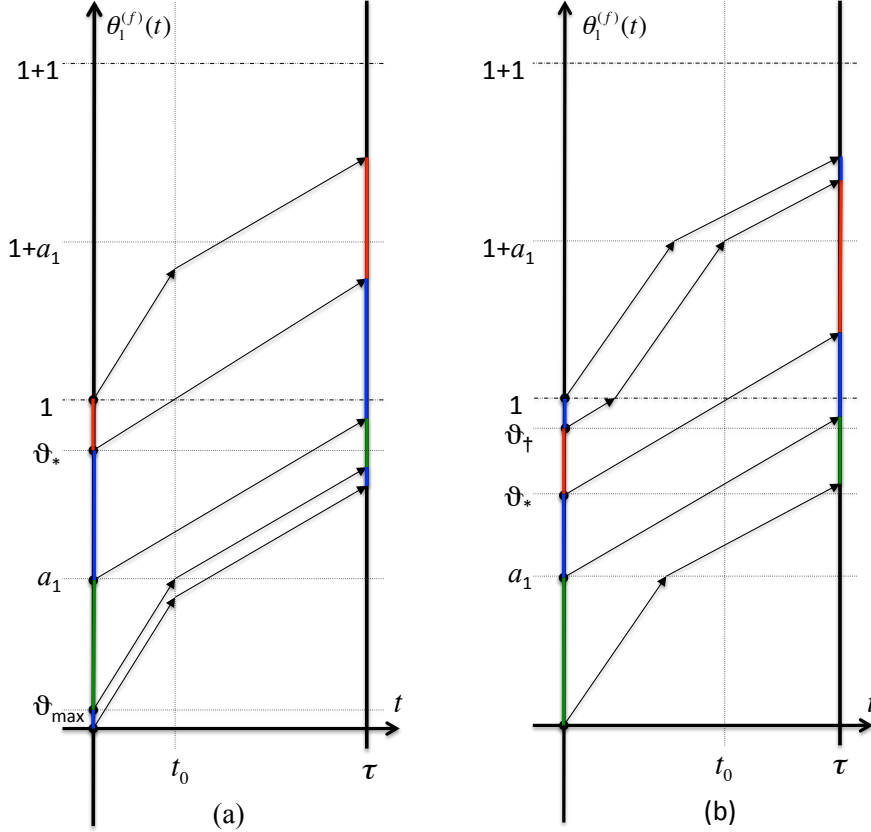 θ₁⁽ᶠ⁾(t)
1+1
1+a₁
1
ϑ*
a₁
ϑmax
t
t₀
τ
(a)
θ₁⁽ᶠ⁾(t)
1+1
1+a₁
1
ϑ†
ϑ*
a₁
t
t₀
τ
(b)